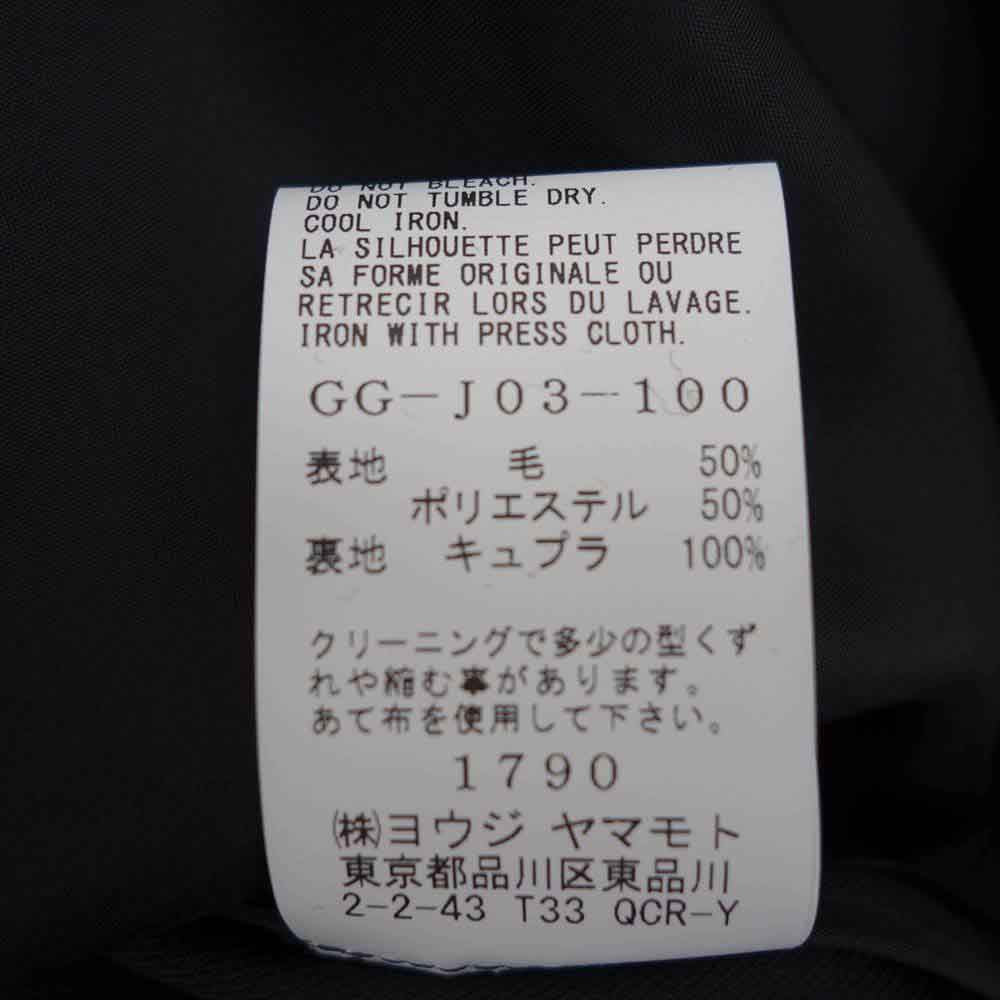 DO NOT BLEACH.
DO NOT TUMBLE DRY.
COOL IRON.
LA SILHOUETTE PEUT PERDRE
SA FORME ORIGINALE OU
RETRECIR LORS DU LAVAGE.
IRON WITH PRESS CLOTH.
GG-J03-100
表地 毛 50%
ポリエステル 50%
裏地 キュプラ 100%
クリーニングで多少の型くず
れや縮む事があります。
あて布を使用して下さい。
1790
(株)ヨウジ ヤマモト
東京都品川区東品川
2-2-43 T33 QCR-Y